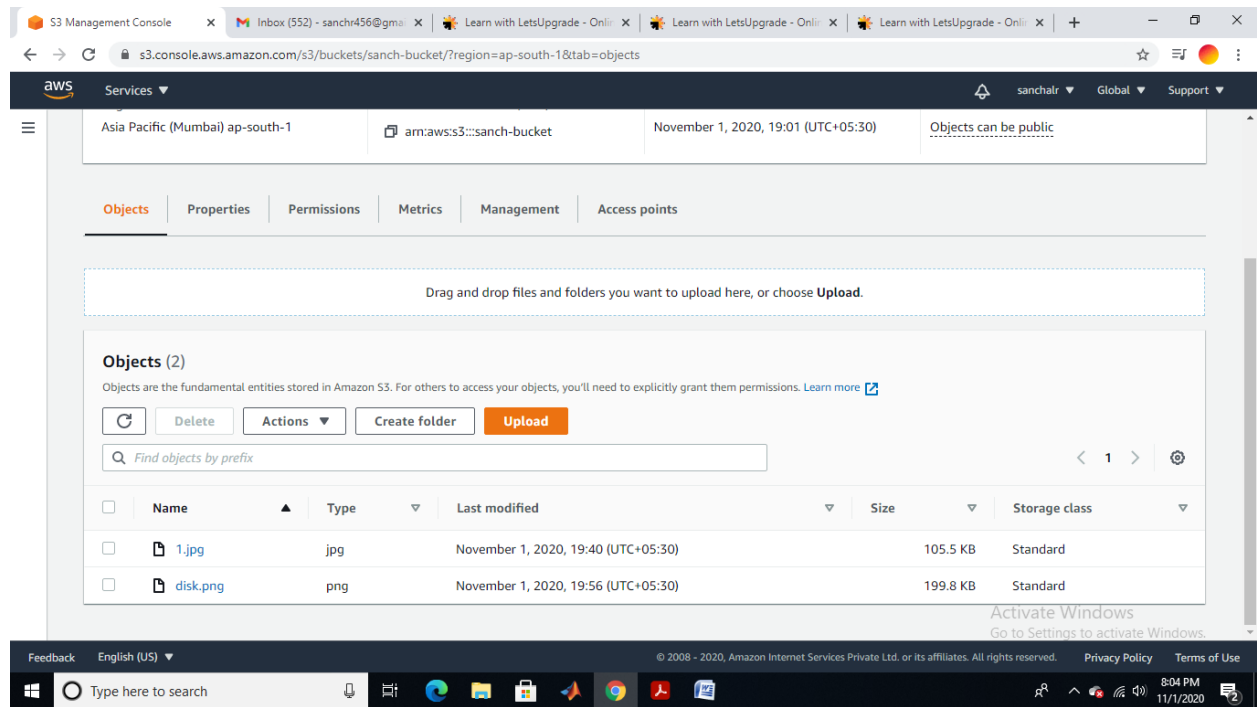 S3 Management Console
Inbox (552) - sanchr456@gmai
Learn with LetsUpgrade - Onlin
Learn with LetsUpgrade - Onlin
Learn with LetsUpgrade - Onlin
s3.console.aws.amazon.com/s3/buckets/sanch-bucket/?region=ap-south-1&tab=objects
aws Services ▼ sanchalr ▼ Global ▼ Support ▼
Asia Pacific (Mumbai) ap-south-1
arn:aws:s3:::sanch-bucket
November 1, 2020, 19:01 (UTC+05:30)
Objects can be public
Objects Properties Permissions Metrics Management Access points
Drag and drop files and folders you want to upload here, or choose Upload.
Objects (2)
Objects are the fundamental entities stored in Amazon S3. For others to access your objects, you'll need to explicitly grant them permissions. Learn more
Delete Actions ▼ Create folder Upload
Find objects by prefix
< 1 >
Name Type Last modified Size Storage class
1.jpg jpg November 1, 2020, 19:40 (UTC+05:30) 105.5 KB Standard
disk.png png November 1, 2020, 19:56 (UTC+05:30) 199.8 KB Standard
Activate Windows
Go to Settings to activate Windows.
Feedback English (US) ▼ © 2008 - 2020, Amazon Internet Services Private Ltd. or its affiliates. All rights reserved. Privacy Policy Terms of Use
Type here to search
8:04 PM
11/1/2020
2